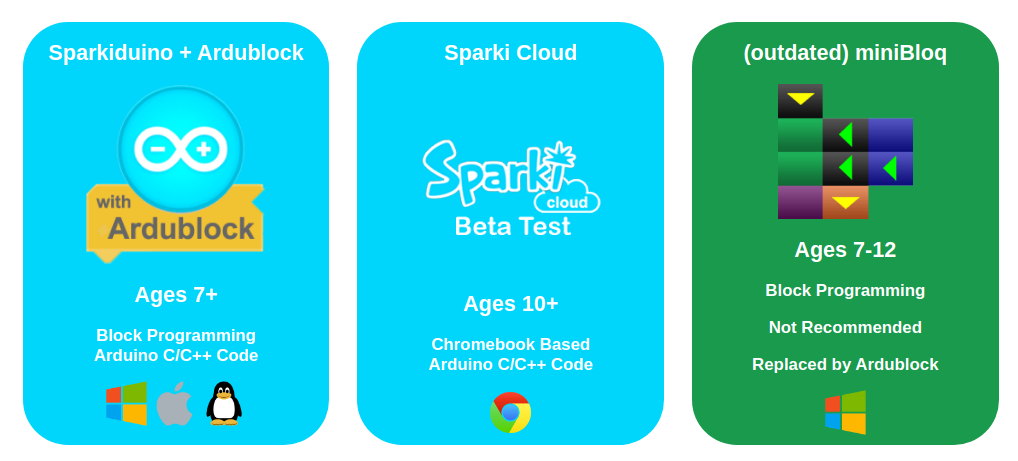 Sparkiduino + Ardublock
with
Ardublock
Ages 7+
Block Programming
Arduino C/C++ Code
Sparki Cloud
Sparki
cloud
Beta Test
Ages 10+
Chromebook Based
Arduino C/C++ Code
(outdated) miniBloq
Ages 7-12
Block Programming
Not Recommended
Replaced by Ardublock